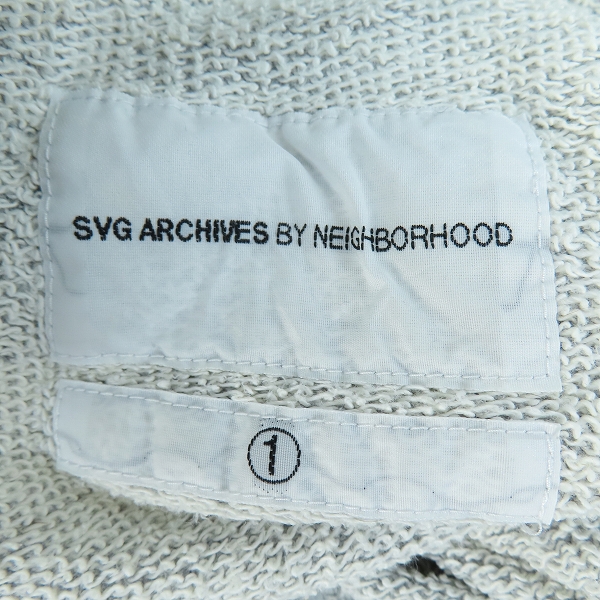 SVG ARCHIVES BY NEIGHBORHOOD
1